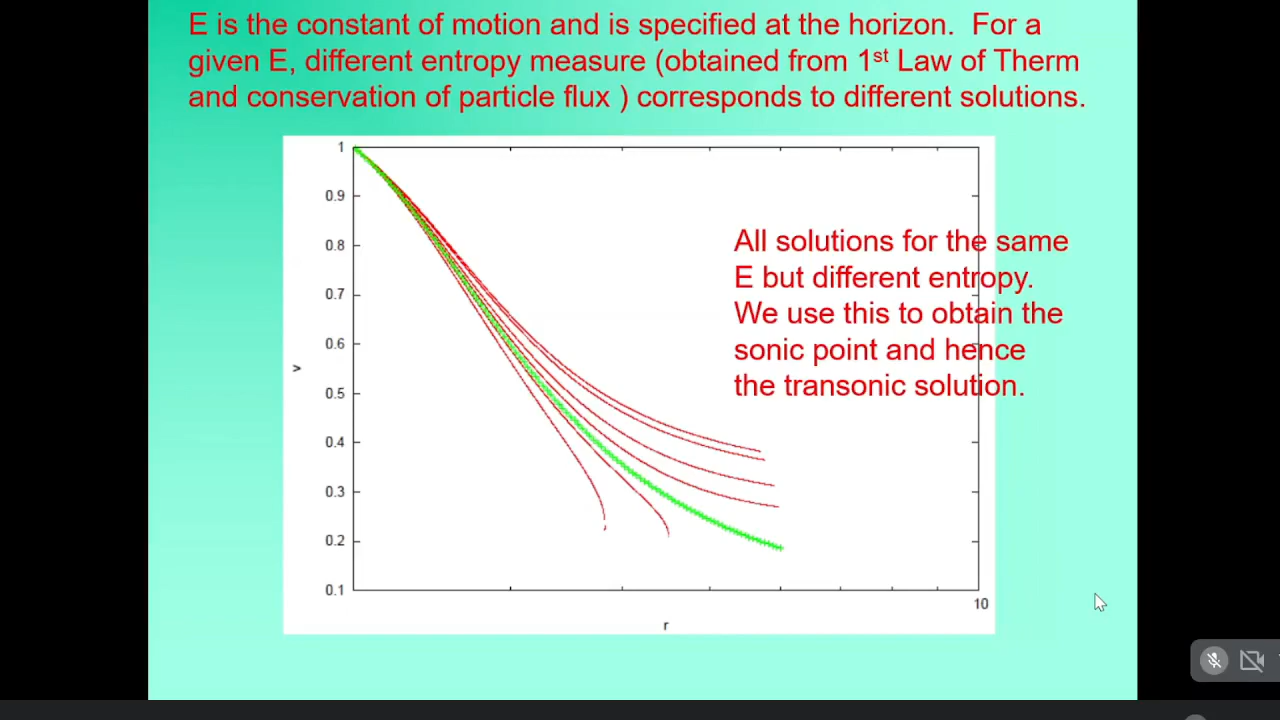 E is the constant of motion and is specified at the horizon. For a
given E, different entropy measure (obtained from 1st Law of Therm
and conservation of particle flux ) corresponds to different solutions.
1
0.9
0.8
0.7
0.6
0.5
0.4
0.3
0.2
0.1
v
All solutions for the same
E but different entropy.
We use this to obtain the
sonic point and hence
the transonic solution.
10
r